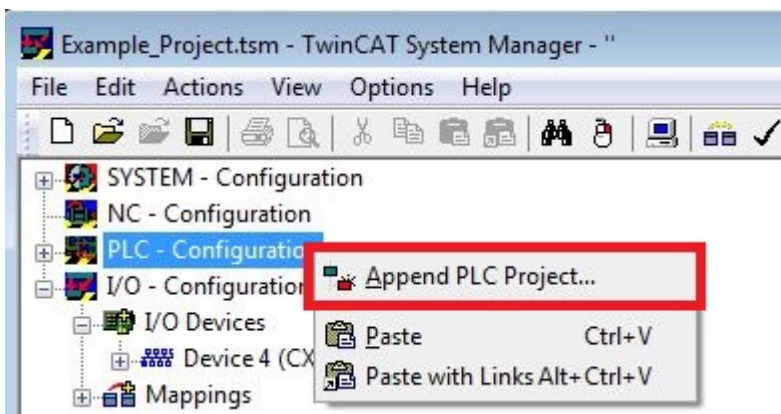 Example_Project.tsm - TwinCAT System Manager - ''
File Edit Actions View Options Help
SYSTEM - Configuration
NC - Configuration
PLC - Configuratio
Append PLC Project...
I/O - Configuration
I/O Devices
Paste Ctrl+V
Device 4 (CX
Paste with Links Alt+Ctrl+V
Mappings